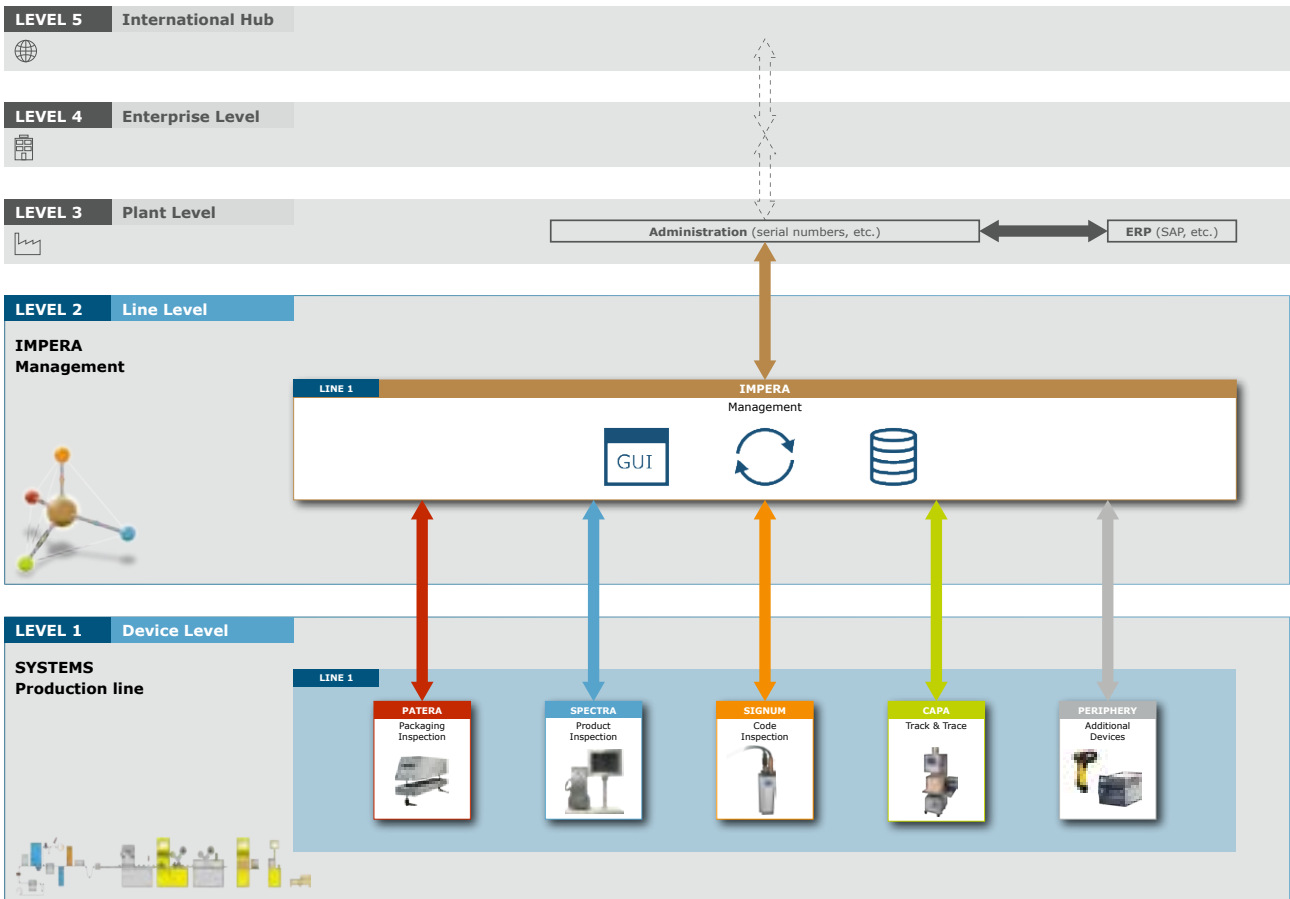 LEVEL 5 International Hub
LEVEL 4 Enterprise Level
LEVEL 3 Plant Level
Administration (serial numbers, etc.)
ERP (SAP, etc.)
LEVEL 2 Line Level
IMPERA
Management
LINE 1
IMPERA
Management
GUI
LEVEL 1 Device Level
SYSTEMS
Production line
LINE 1
PATERA
Packaging
Inspection
SPECTRA
Product
Inspection
SIGNUM
Code
Inspection
CAPA
Track & Trace
PERIPHERY
Additional
Devices